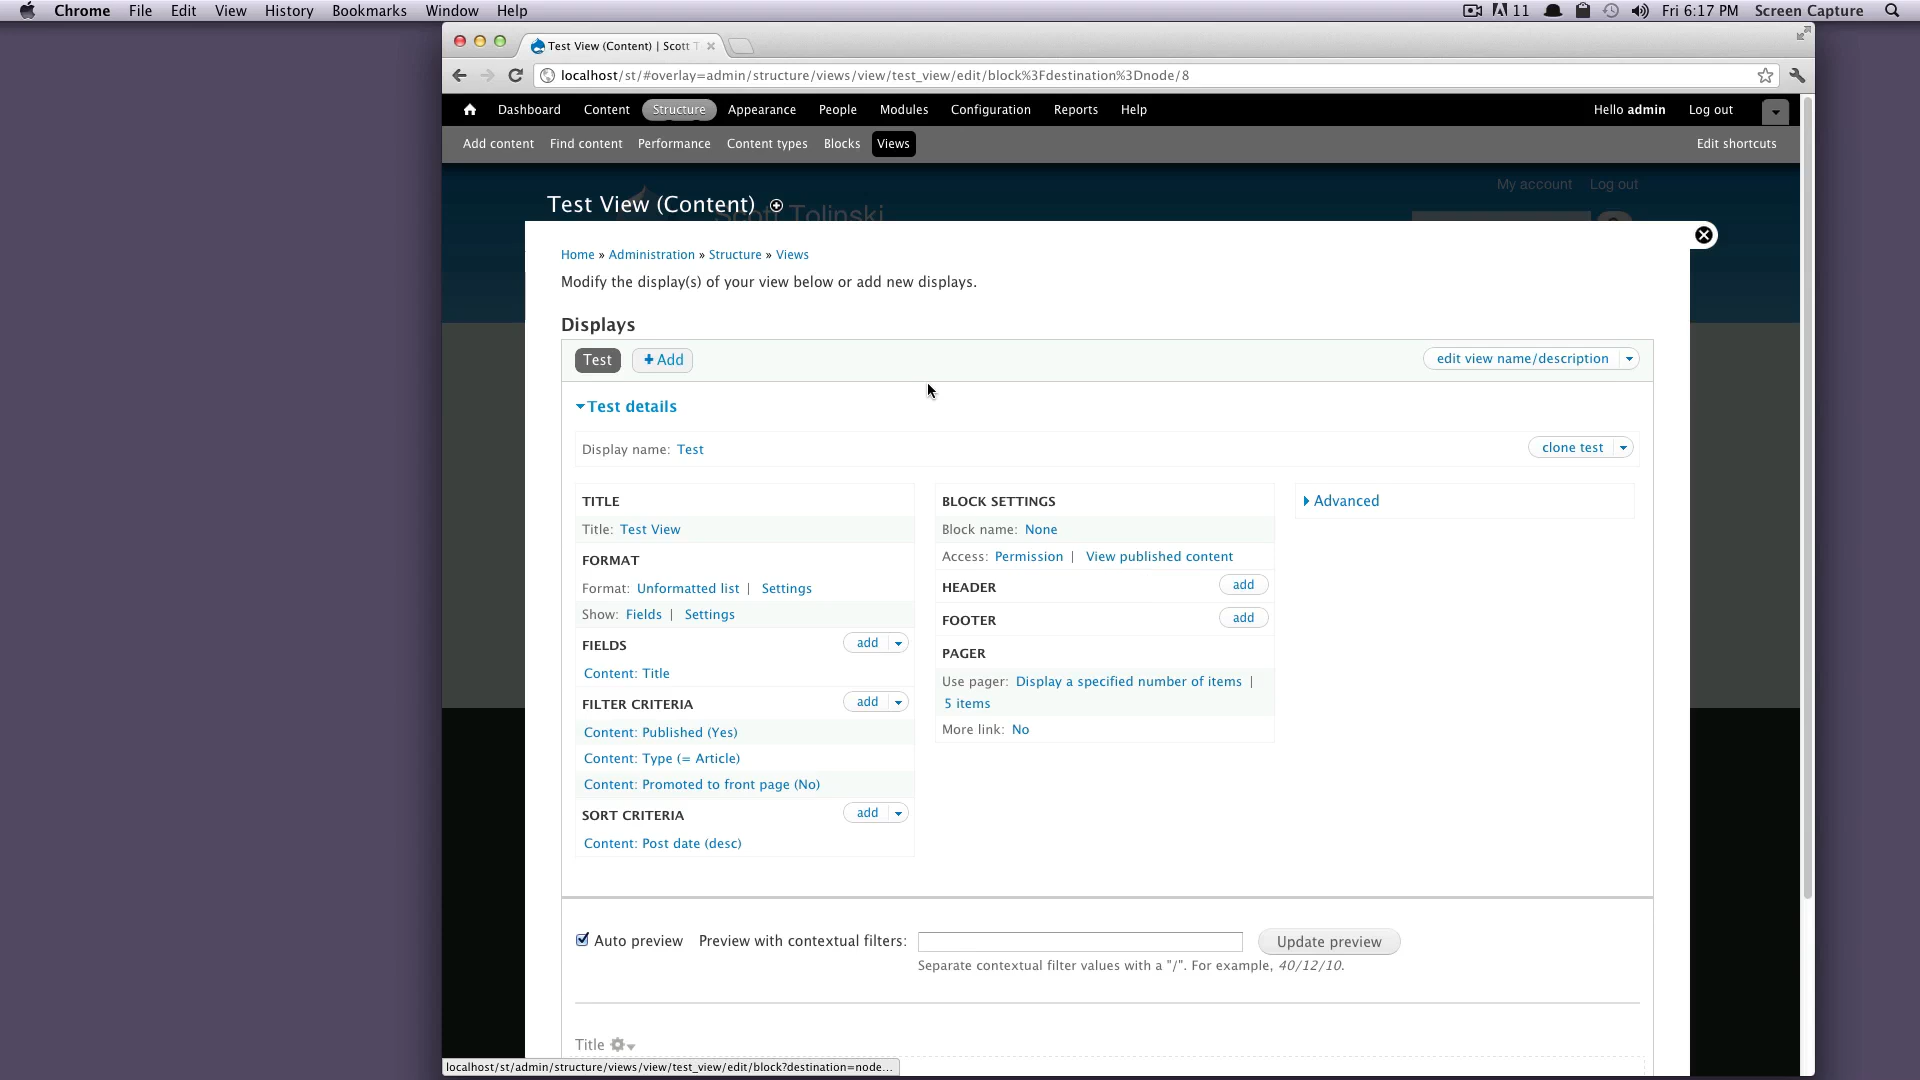 Chrome File Edit View History Bookmarks Window Help 11 Fri 6:17 PM Screen Capture
Test View (Content) | Scott T
localhost/st/#overlay=admin/structure/views/view/test_view/edit/block%3Fdestination%3Dnode/8
Dashboard Content Structure Appearance People Modules Configuration Reports Help Hello admin Log out
Add content Find content Performance Content types Blocks Views Edit shortcuts
My account Log out
Test View (Content)
Scott Tolinski
Home » Administration » Structure » Views
Modify the display(s) of your view below or add new displays.
Displays
Test + Add edit view name/description
Test details
Display name: Test clone test
TITLE
Title: Test View
FORMAT
Format: Unformatted list | Settings
Show: Fields | Settings
FIELDS add
Content: Title
FILTER CRITERIA add
Content: Published (Yes)
Content: Type (= Article)
Content: Promoted to front page (No)
SORT CRITERIA add
Content: Post date (desc)
BLOCK SETTINGS
Block name: None
Access: Permission | View published content
HEADER add
FOOTER add
PAGER
Use pager: Display a specified number of items |
5 items
More link: No
Advanced
Auto preview Preview with contextual filters: Update preview
Separate contextual filter values with a "/". For example, 40/12/10.
Title
localhost/st/admin/structure/views/view/test_view/edit/block?destination=node...